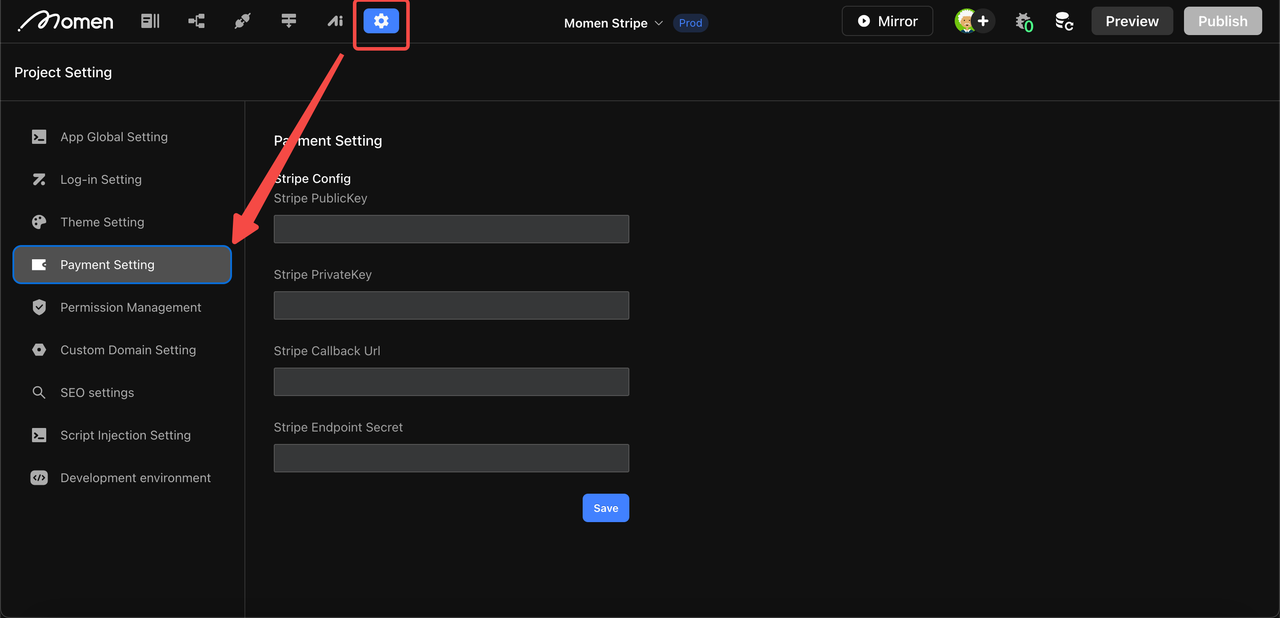 Momen
Ai
Momen Stripe
Prod
Mirror
0
Preview
Publish
Project Setting
App Global Setting
Log-in Setting
Theme Setting
Payment Setting
Permission Management
Custom Domain Setting
SEO settings
Script Injection Setting
Development environment
Payment Setting
Stripe Config
Stripe PublicKey
Stripe PrivateKey
Stripe Callback Url
Stripe Endpoint Secret
Save